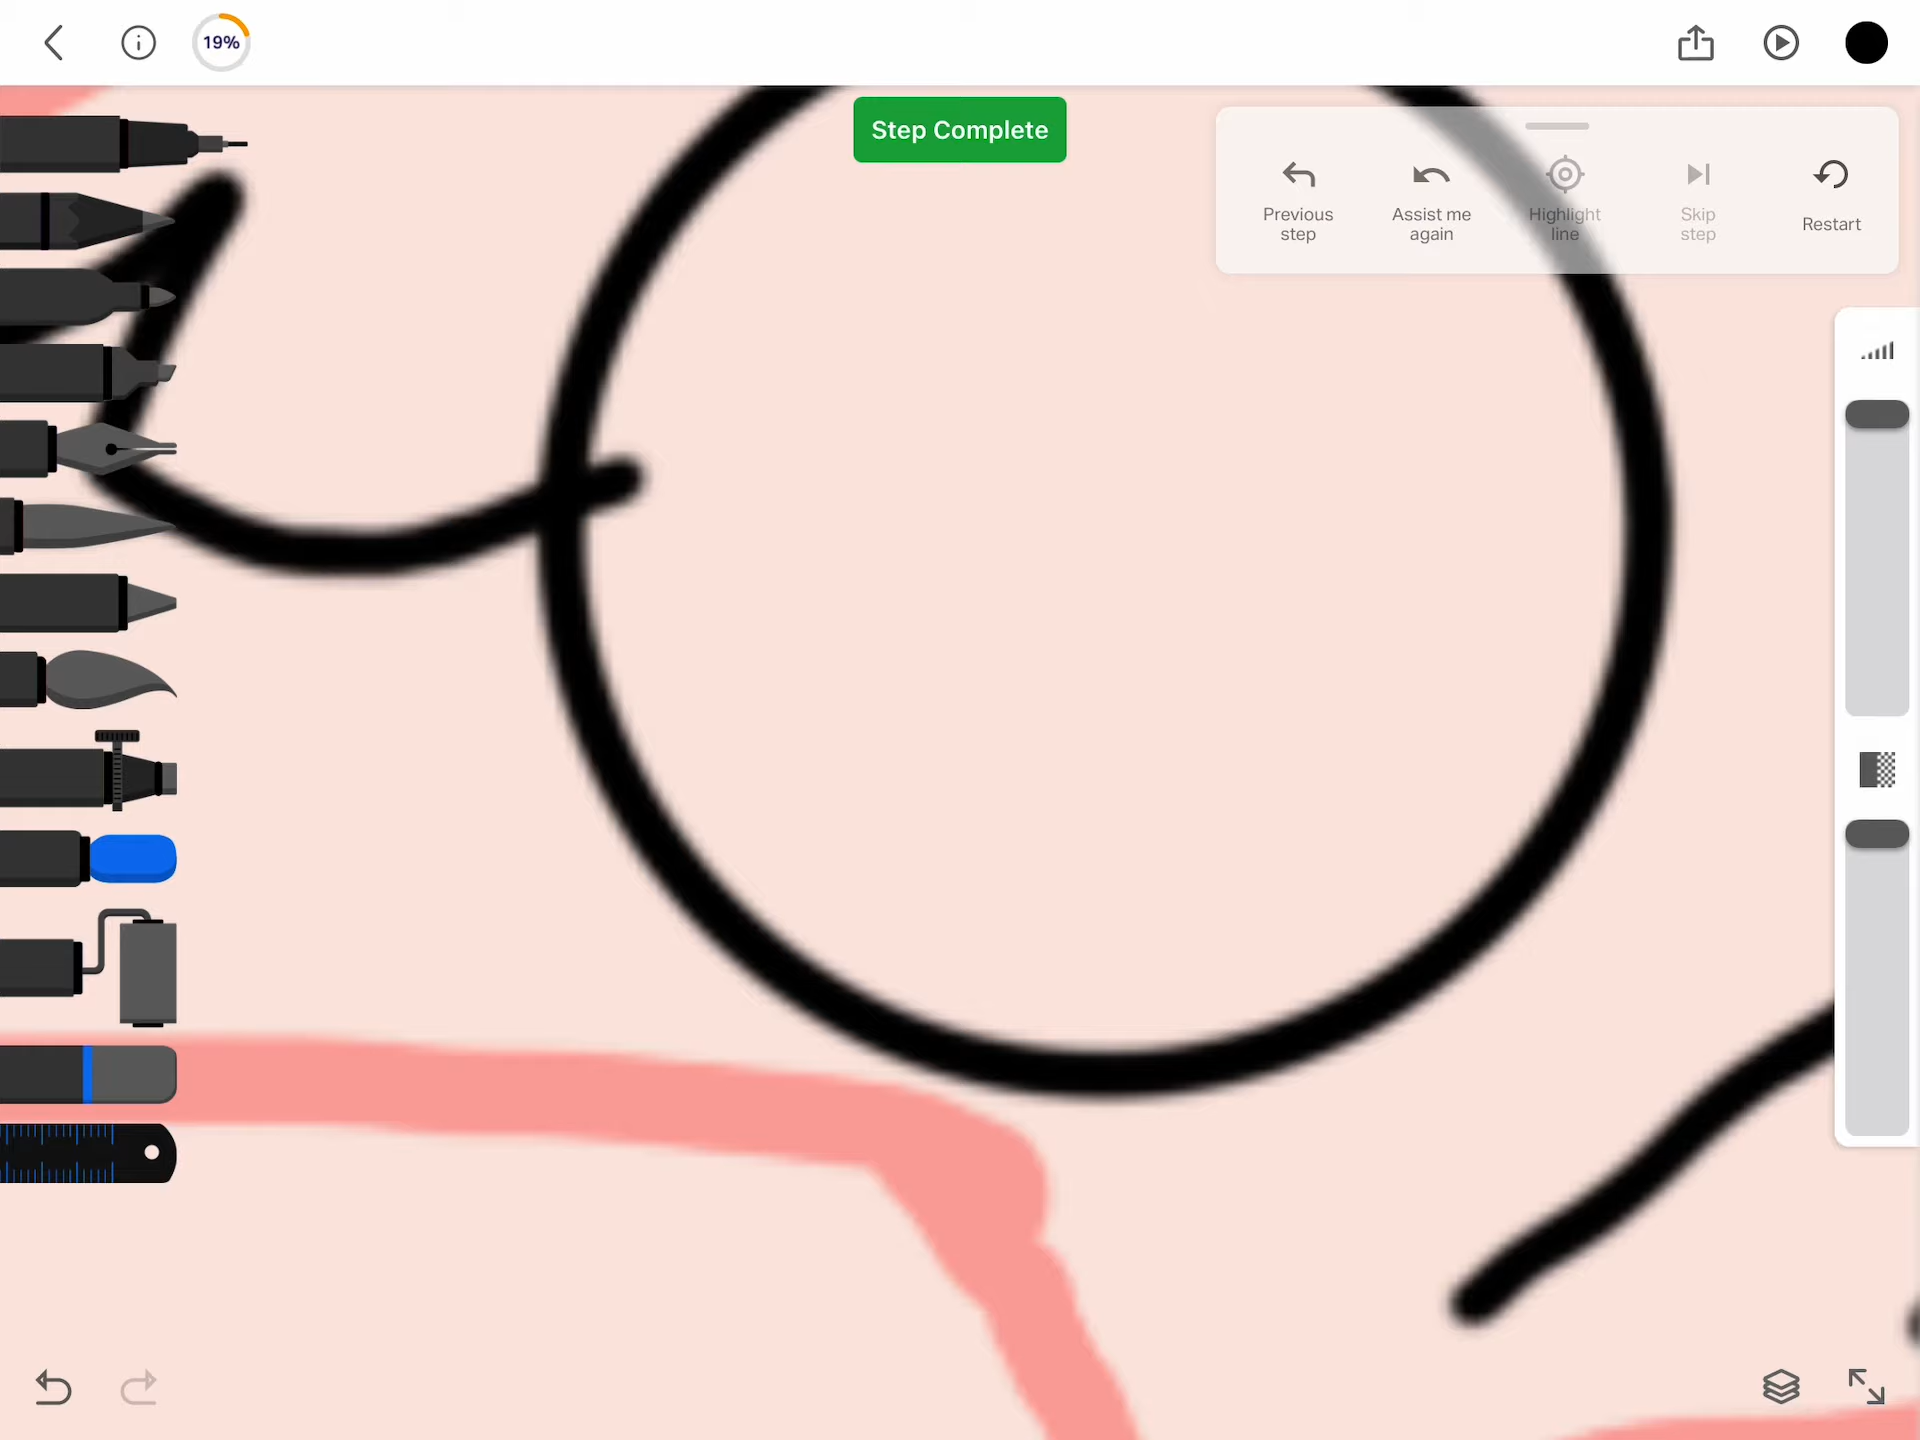 19%
Step Complete
Previous
step
Assist me
again
Highlight
line
Skip
step
Restart